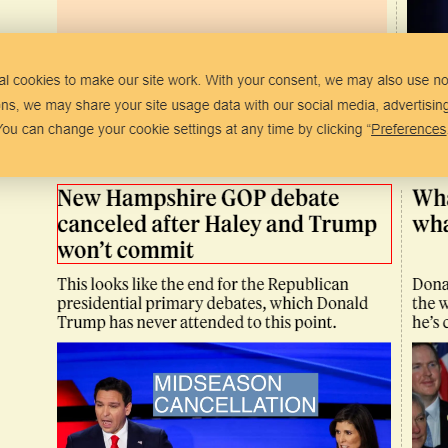 al cookies to make our site work. With your consent, we may also use no
ns, we may share your site usage data with our social media, advertising
You can change your cookie settings at any time by clicking “Preferences
New Hampshire GOP debate
canceled after Haley and Trump
won’t commit
This looks like the end for the Republican
presidential primary debates, which Donald
Trump has never attended to this point.
MIDSEASON
CANCELLATION
Wh
wha
Dona
the w
he’s c